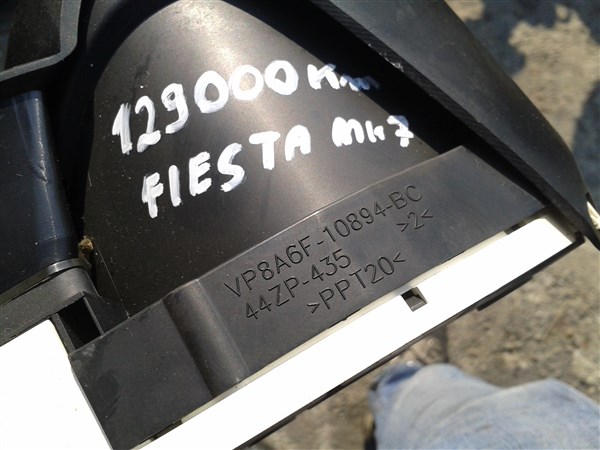 129000 Km
FIESTA MK7
VP8A6F-10894-BC
44ZP-435 >2<
>PPT20<